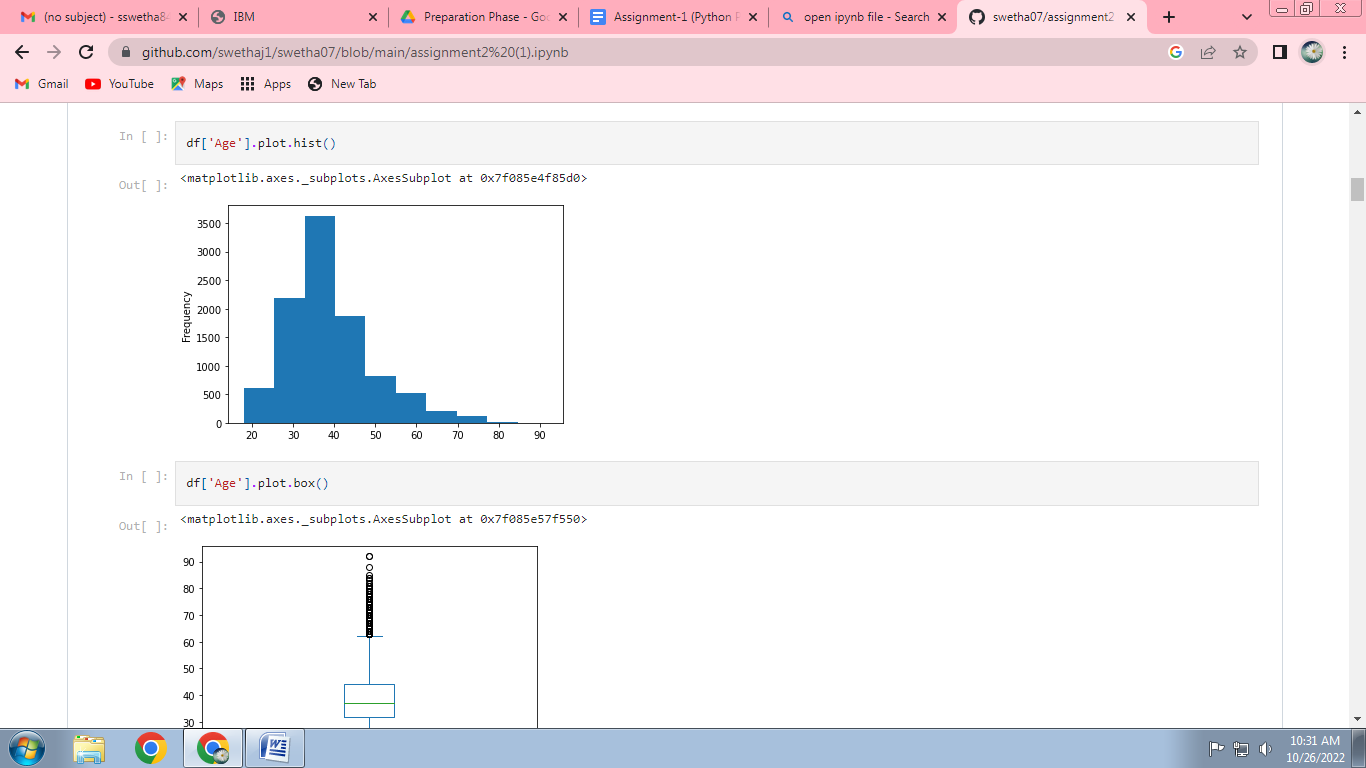 (no subject) - sswetha84
IBM
Preparation Phase - Goo
Assignment-1 (Python P
open ipynb file - Search
swetha07/assignment2
github.com/swethaj1/swetha07/blob/main/assignment2%20(1).ipynb
Gmail
YouTube
Maps
Apps
New Tab
In [ ]:
df['Age'].plot.hist()
Out[ ]:
<matplotlib.axes._subplots.AxesSubplot at 0x7f085e4f85d0>
3500
3000
2500
2000
1500
1000
500
0
Frequency
20 30 40 50 60 70 80 90
In [ ]:
df['Age'].plot.box()
Out[ ]:
<matplotlib.axes._subplots.AxesSubplot at 0x7f085e57f550>
90
80
70
60
50
40
30
10:31 AM
10/26/2022